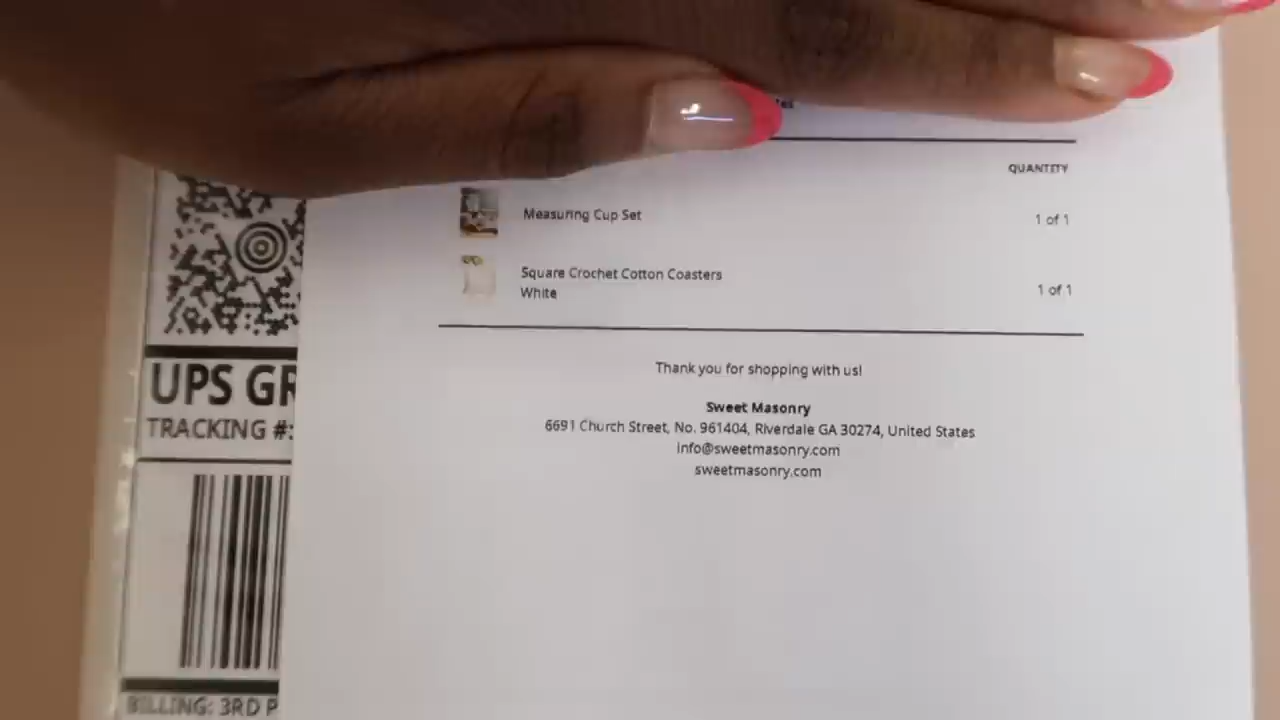 QUANTITY
Measuring Cup Set
1 of 1
Square Crochet Cotton Coasters
White
1 of 1
Thank you for shopping with us!
Sweet Masonry
6691 Church Street, No. 961404, Riverdale GA 30274, United States
info@sweetmasonry.com
sweetmasonry.com
UPS GR
TRACKING #:
BILLING: 3RD P